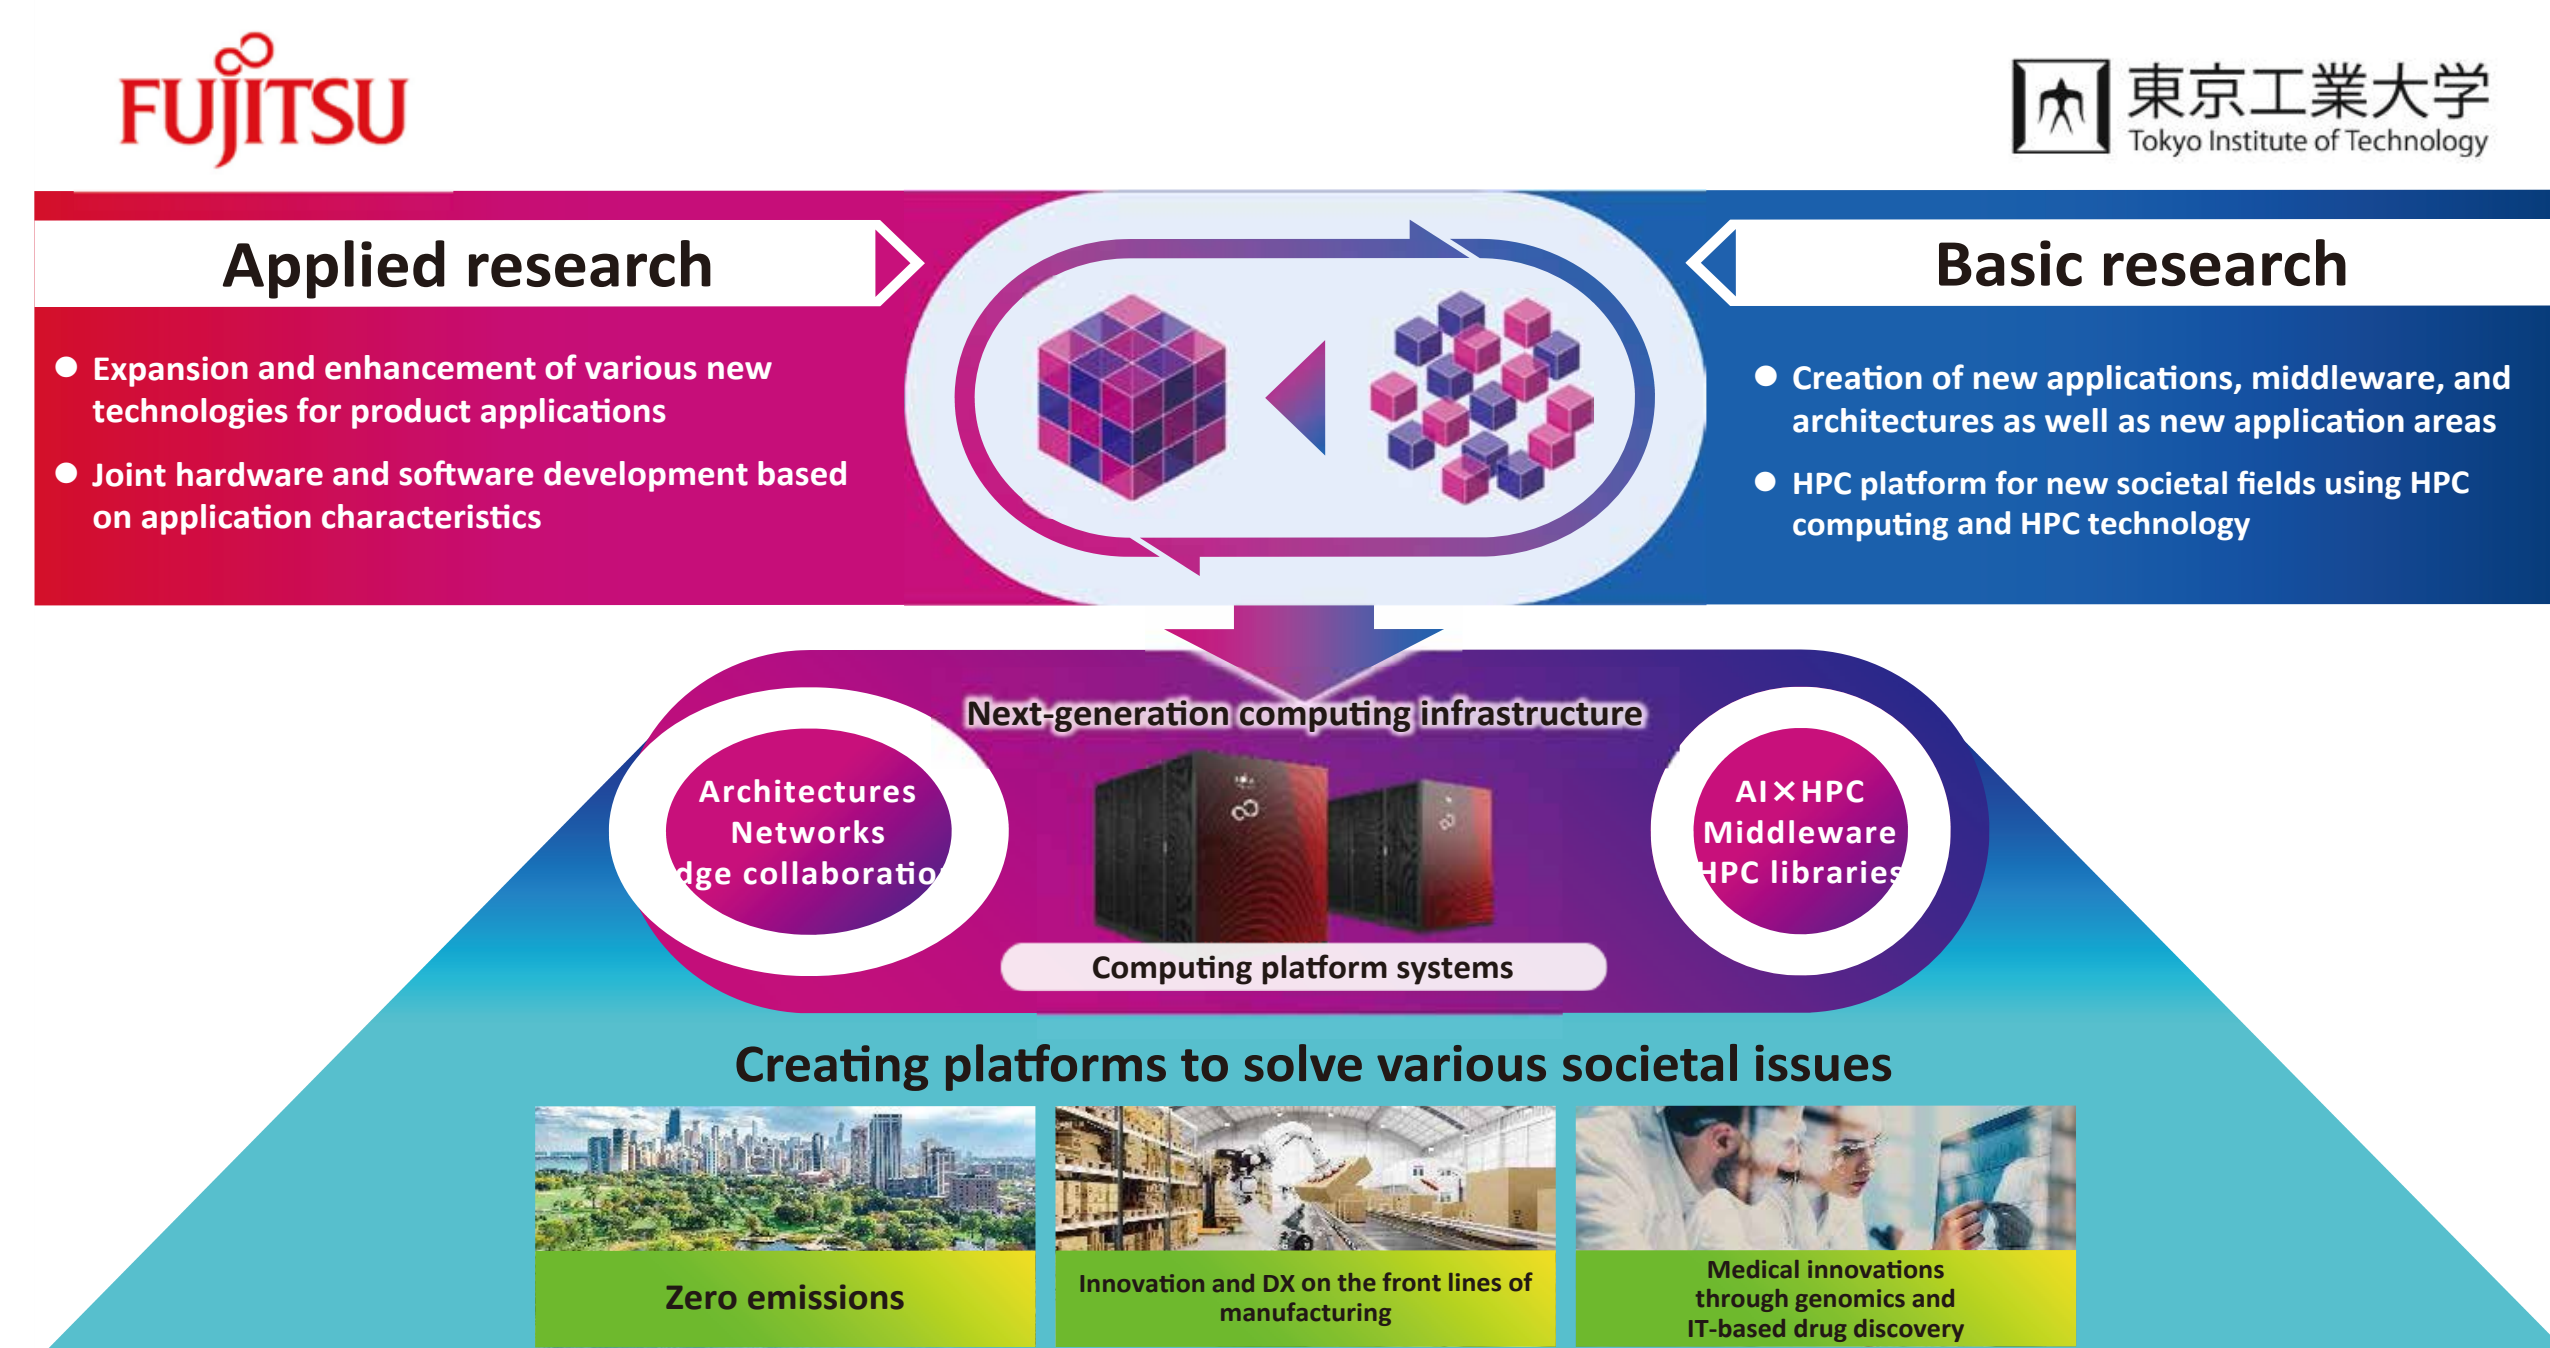 FUJITSU
東京工業大学
Tokyo Institute of Technology
Applied research
● Expansion and enhancement of various new
technologies for product applications
● Joint hardware and software development based
on application characteristics
Basic research
● Creation of new applications, middleware, and
architectures as well as new application areas
● HPC platform for new societal fields using HPC
computing and HPC technology
Next-generation computing infrastructure
Architectures
Networks
dge collaboratio
AI×HPC
Middleware
HPC libraries
Computing platform systems
Creating platforms to solve various societal issues
Zero emissions
Innovation and DX on the front lines of
manufacturing
Medical innovations
through genomics and
IT-based drug discovery